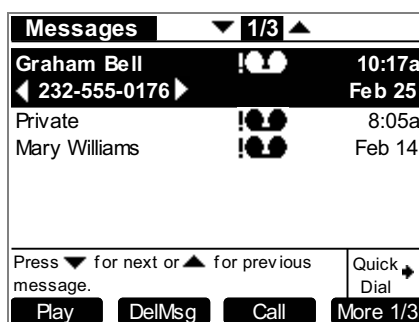 Messages 1/3
Graham Bell ! 10:17a
232-555-0176 Feb 25
Private ! 8:05a
Mary Williams ! Feb 14
Press ▼ for next or ▲ for previous
message.
Quick
Dial
Play DelMsg Call More 1/3